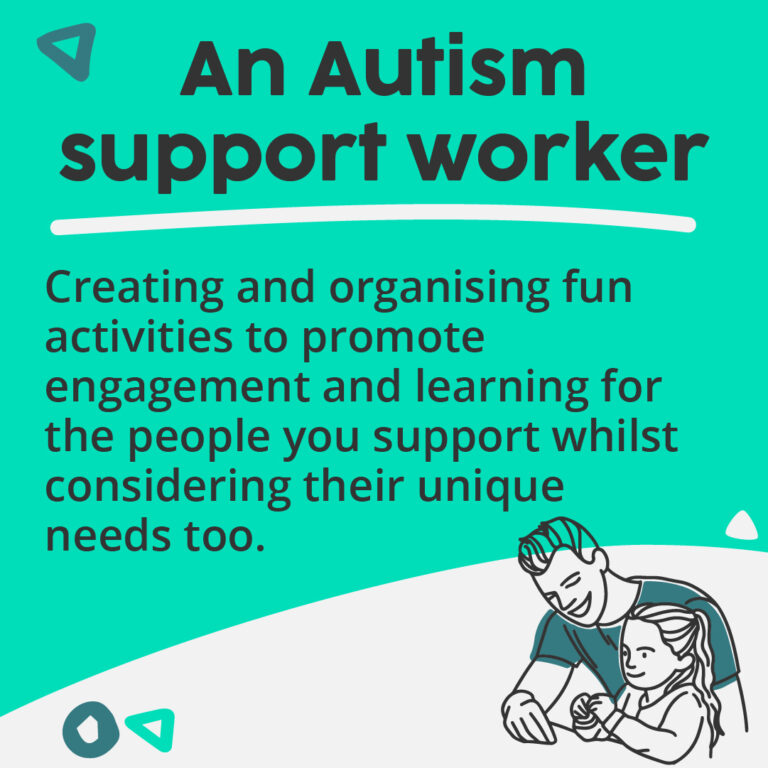 An Autism
support worker
Creating and organising fun
activities to promote
engagement and learning for
the people you support whilst
considering their unique
needs too.